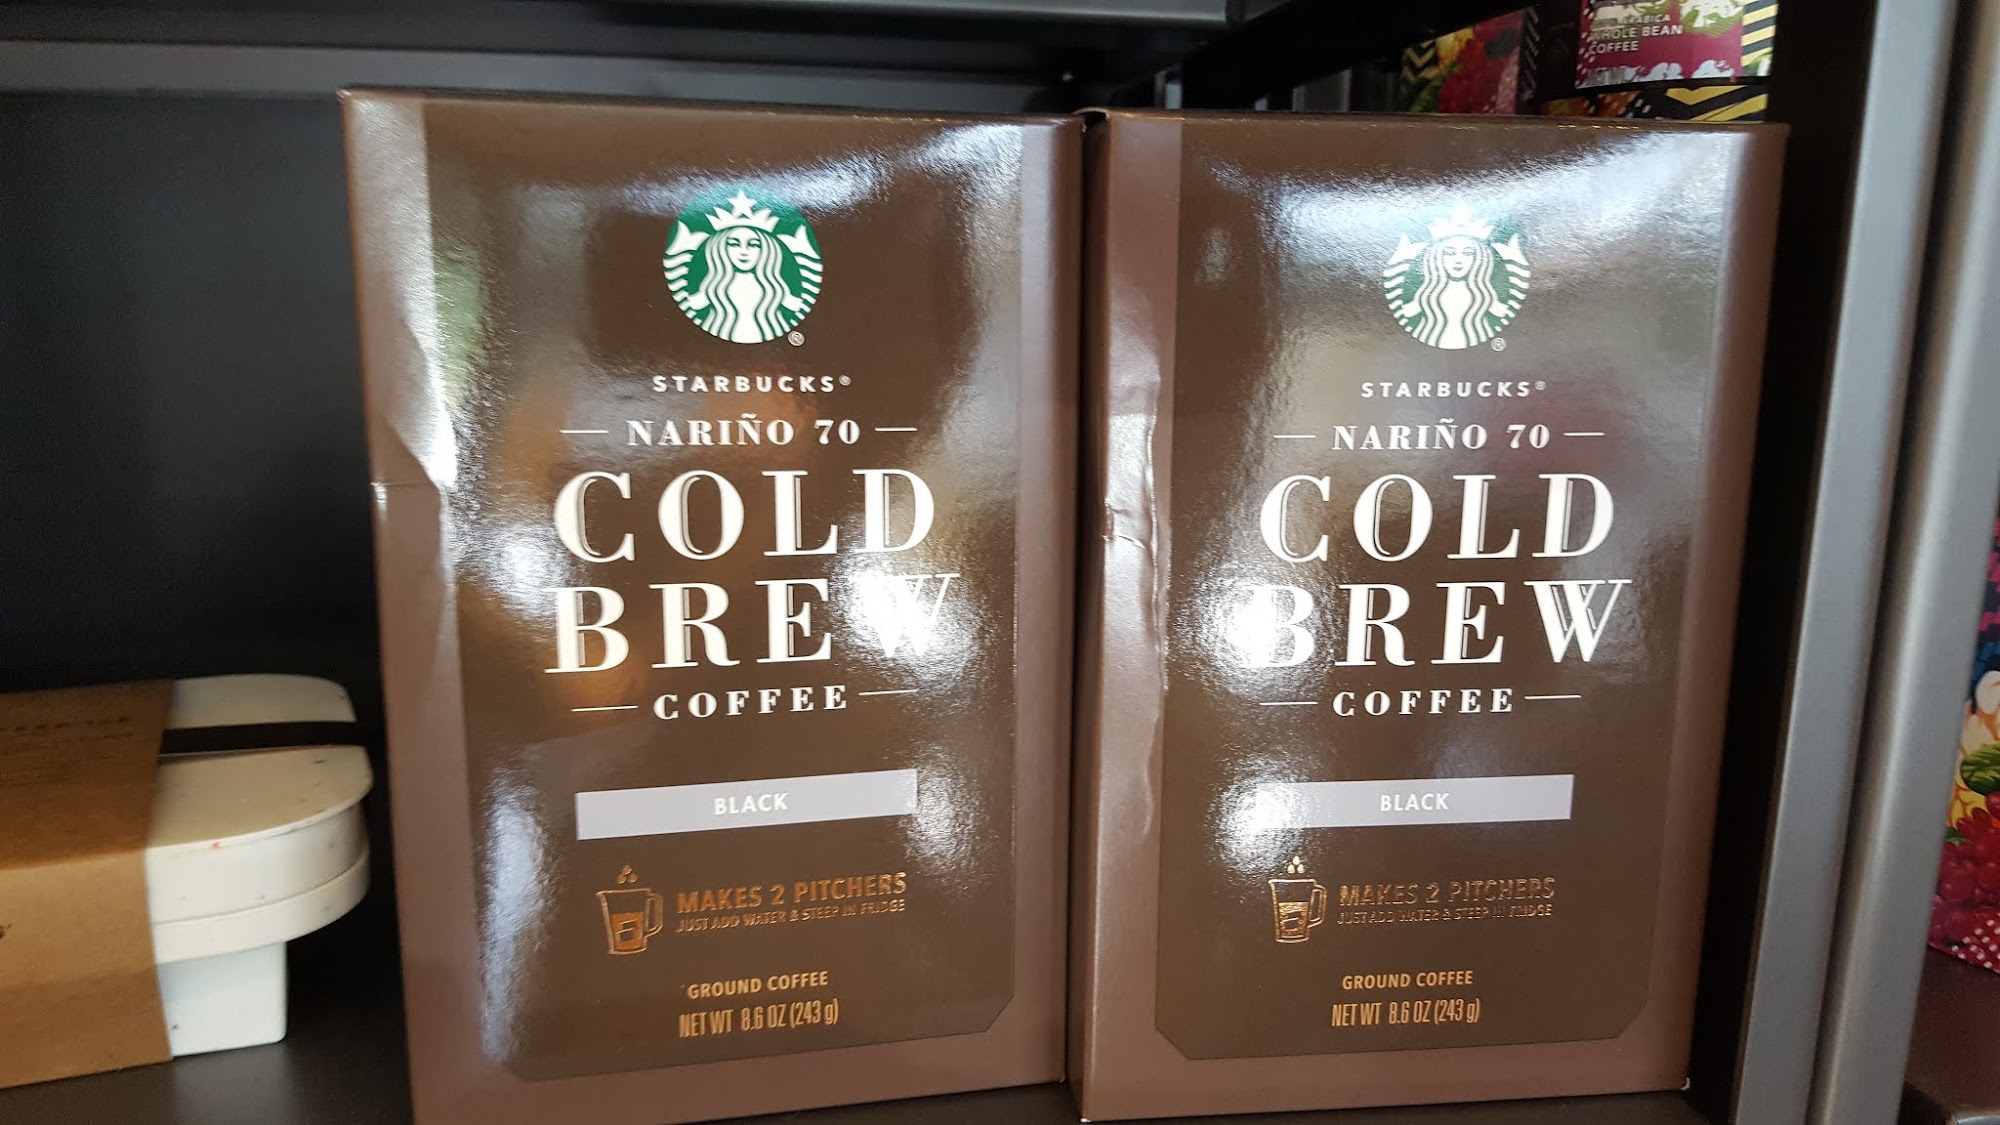 STARBUCKS®
NARIÑO 70
COLD
BREW
COFFEE
BLACK
MAKES 2 PITCHERS
JUST ADD WATER & STEEP IN FRIDGE
GROUND COFFEE
NET WT 8.6 OZ (243 g)
STARBUCKS®
NARIÑO 70
COLD
BREW
COFFEE
BLACK
MAKES 2 PITCHERS
JUST ADD WATER & STEEP IN FRIDGE
GROUND COFFEE
NET WT 8.6 OZ (243 g)
WHOLE BEAN
COFFEE